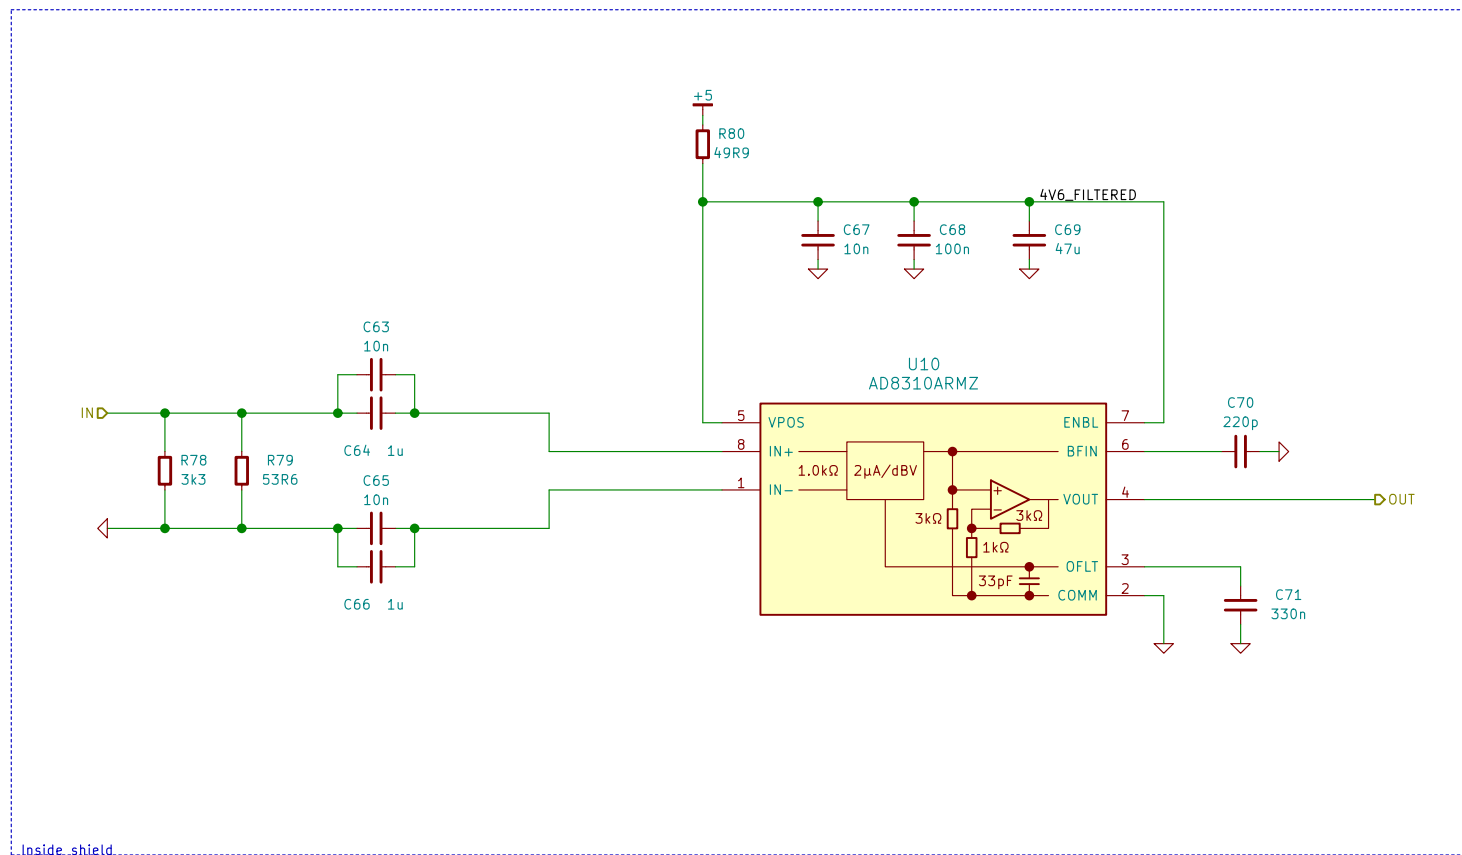 +5
R80
49R9
4V6_FILTERED
C67
10n
C68
100n
C69
47u
C63
10n
IN
C64 1u
R78
3k3
R79
53R6
C65
10n
C66 1u
U10
AD8310ARMZ
5
VPOS
ENBL
7
8
IN+
1.0kΩ
2µA/dBV
BFIN
6
1
IN-
+
-
VOUT
4
3kΩ
3kΩ
1kΩ
OFLT
3
33pF
COMM
2
C70
220p
OUT
C71
330n
Inside shield